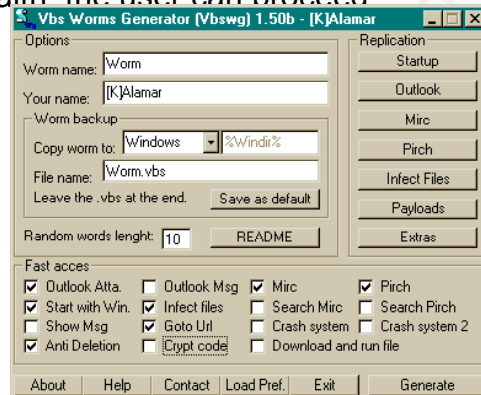 the user can proceed
Vbs Worms Generator (Vbswg) 1.50b - [K]Alamar
Options
Worm name: Worm
Your name: [K]Alamar
Worm backup
Copy worm to: Windows %Windir%
File name: Worm.vbs
Leave the .vbs at the end. Save as default
Random words lenght: 10 README
Replication
Startup
Outlook
Mirc
Pirch
Infect Files
Payloads
Extras
Fast acces
Outlook Atta. Outlook Msg Mirc Pirch
Start with Win. Infect files Search Mirc Search Pirch
Show Msg Goto Url Crash system Crash system 2
Anti Deletion Crypt code Download and run file
About Help Contact Load Pref. Exit Generate